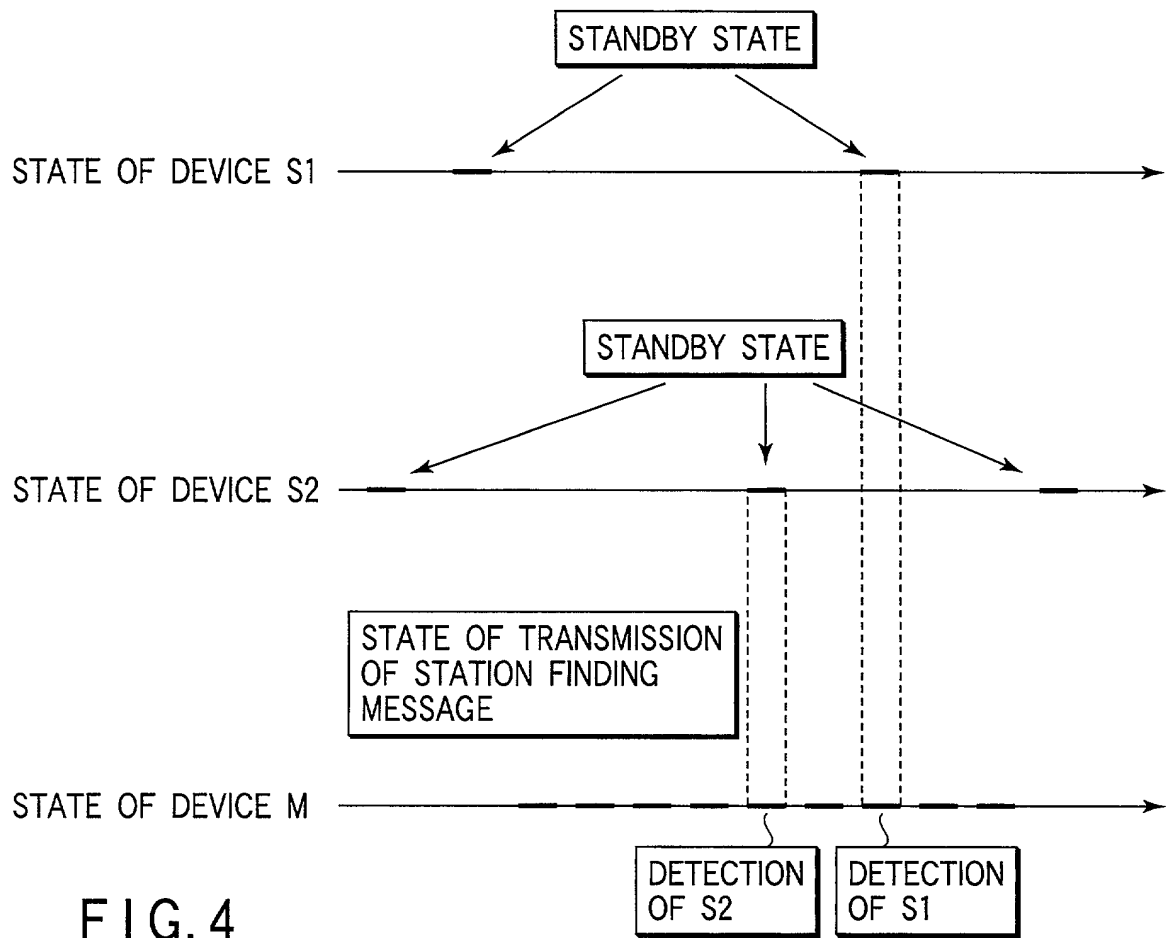 STANDBY STATE
STATE OF DEVICE S1
STANDBY STATE
STATE OF DEVICE S2
STATE OF TRANSMISSION
OF STATION FINDING
MESSAGE
STATE OF DEVICE M
DETECTION
OF S2
DETECTION
OF S1
FIG. 4